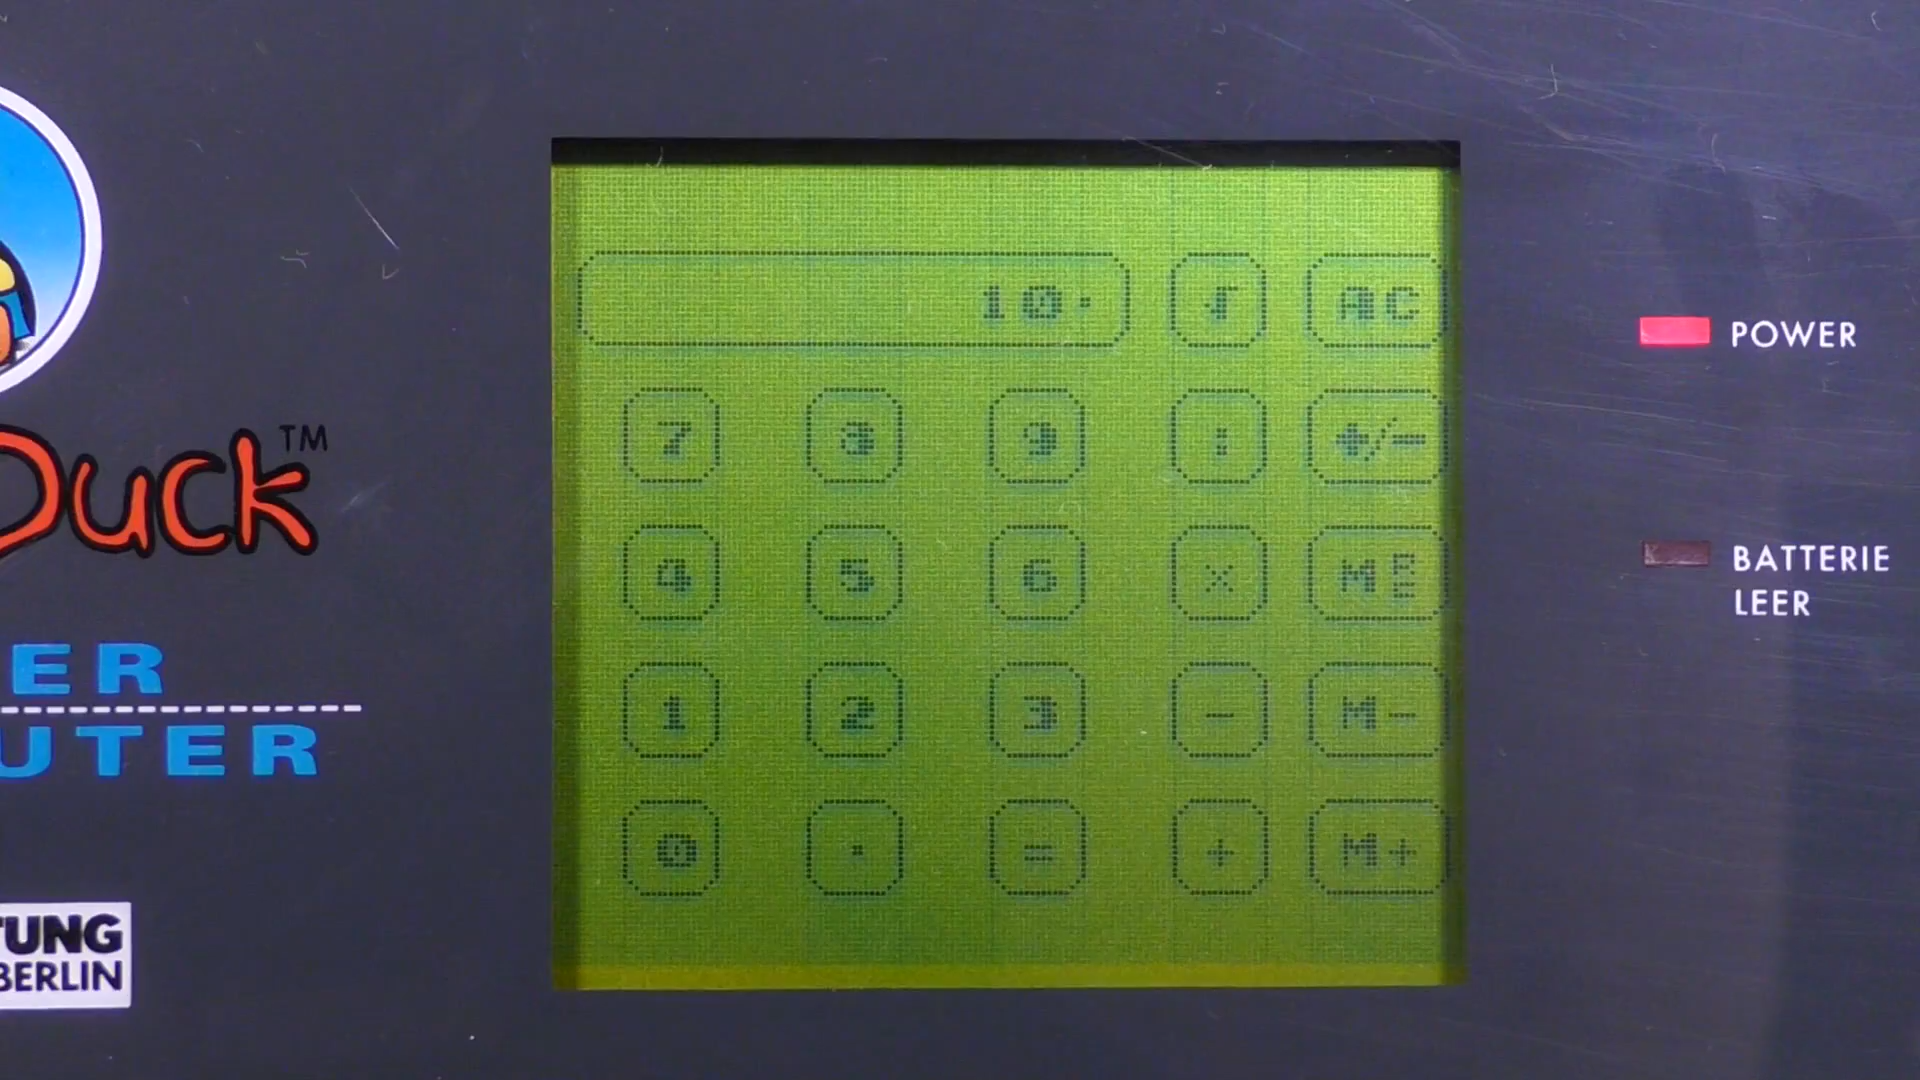 Duck™
ER
UTER
TUNG
BERLIN
10. √ AC
7 8 9 : +/-
4 5 6 × MRC
1 2 3 - M-
0 . = + M+
POWER
BATTERIE
LEER